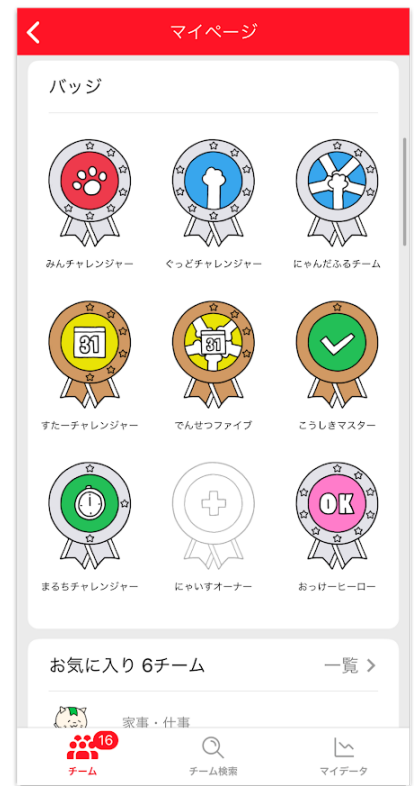 マイページ
バッジ
みんチャレンジャー
ぐっどチャレンジャー
にゃんだふるチーム
31
31
すたーチャレンジャー
でんせつファイブ
こうしきマスター
OK
まるちチャレンジャー
にゃいすオーナー
おっけーヒーロー
お気に入り 6チーム
一覧
家事・仕事
16
チーム
チーム検索
マイデータ